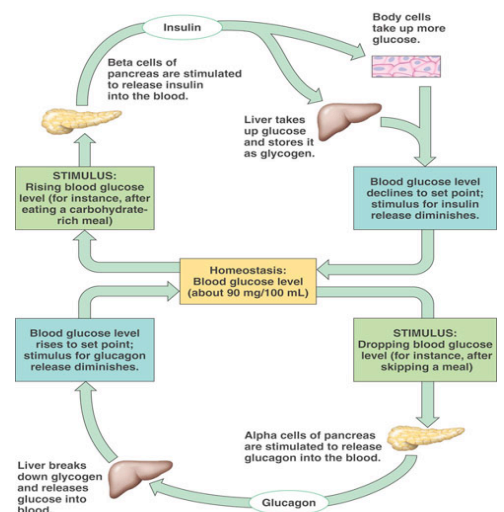 Insulin
Body cells
take up more
glucose.
Beta cells of
pancreas are stimulated
to release insulin
into the blood.
Liver takes
up glucose
and stores it
as glycogen.
STIMULUS:
Rising blood glucose
level (for instance, after
eating a carbohydrate-
rich meal)
Blood glucose level
declines to set point;
stimulus for insulin
release diminishes.
Homeostasis:
Blood glucose level
(about 90 mg/100 mL)
Blood glucose level
rises to set point;
stimulus for glucagon
release diminishes.
STIMULUS:
Dropping blood glucose
level (for instance, after
skipping a meal)
Alpha cells of pancreas
are stimulated to release
glucagon into the blood.
Liver breaks
down glycogen
and releases
glucose into
blood.
Glucagon